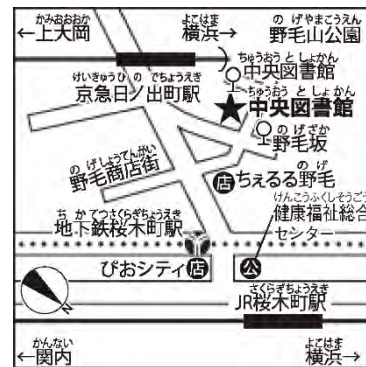 かみおおおか
←上大岡
よこはま
横浜→
のげやまこうえん
野毛山公園
ちゅうおうとしょかん
中央図書館
けいきゅうひのでちょうえき
京急日ノ出町駅
ちゅうおうとしょかん
★中央図書館
のげざか
野毛坂
のげしょうてんがい
野毛商店街
のげ
店 ちぇるる野毛
けんこうふくしそうごう
健康福祉総合
センター
ちかてつさくらぎちょうえき
地下鉄桜木町駅
ぴおシティ 店
公
さくらぎちょうえき
JR桜木町駅
N
かんない
←関内
よこはま
横浜→